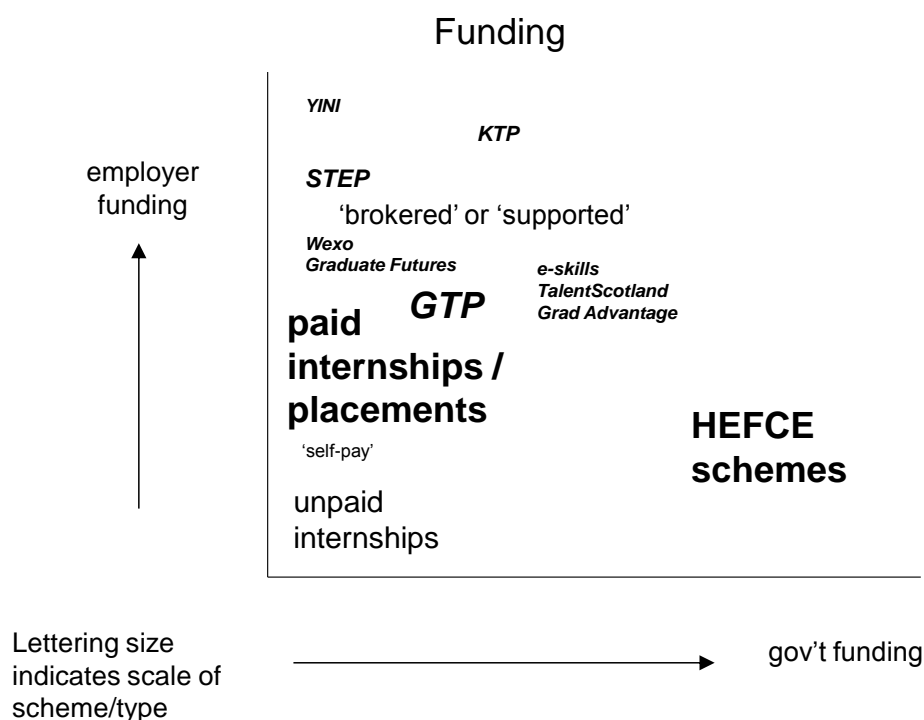 Funding
YINI
KTP
employer
funding
STEP
‘brokered’ or ‘supported’
Wexo
Graduate Futures
e-skills
TalentScotland
Grad Advantage
GTP
paid
internships /
placements
HEFCE
schemes
‘self-pay’
unpaid
internships
Lettering size
indicates scale of
scheme/type
gov’t funding